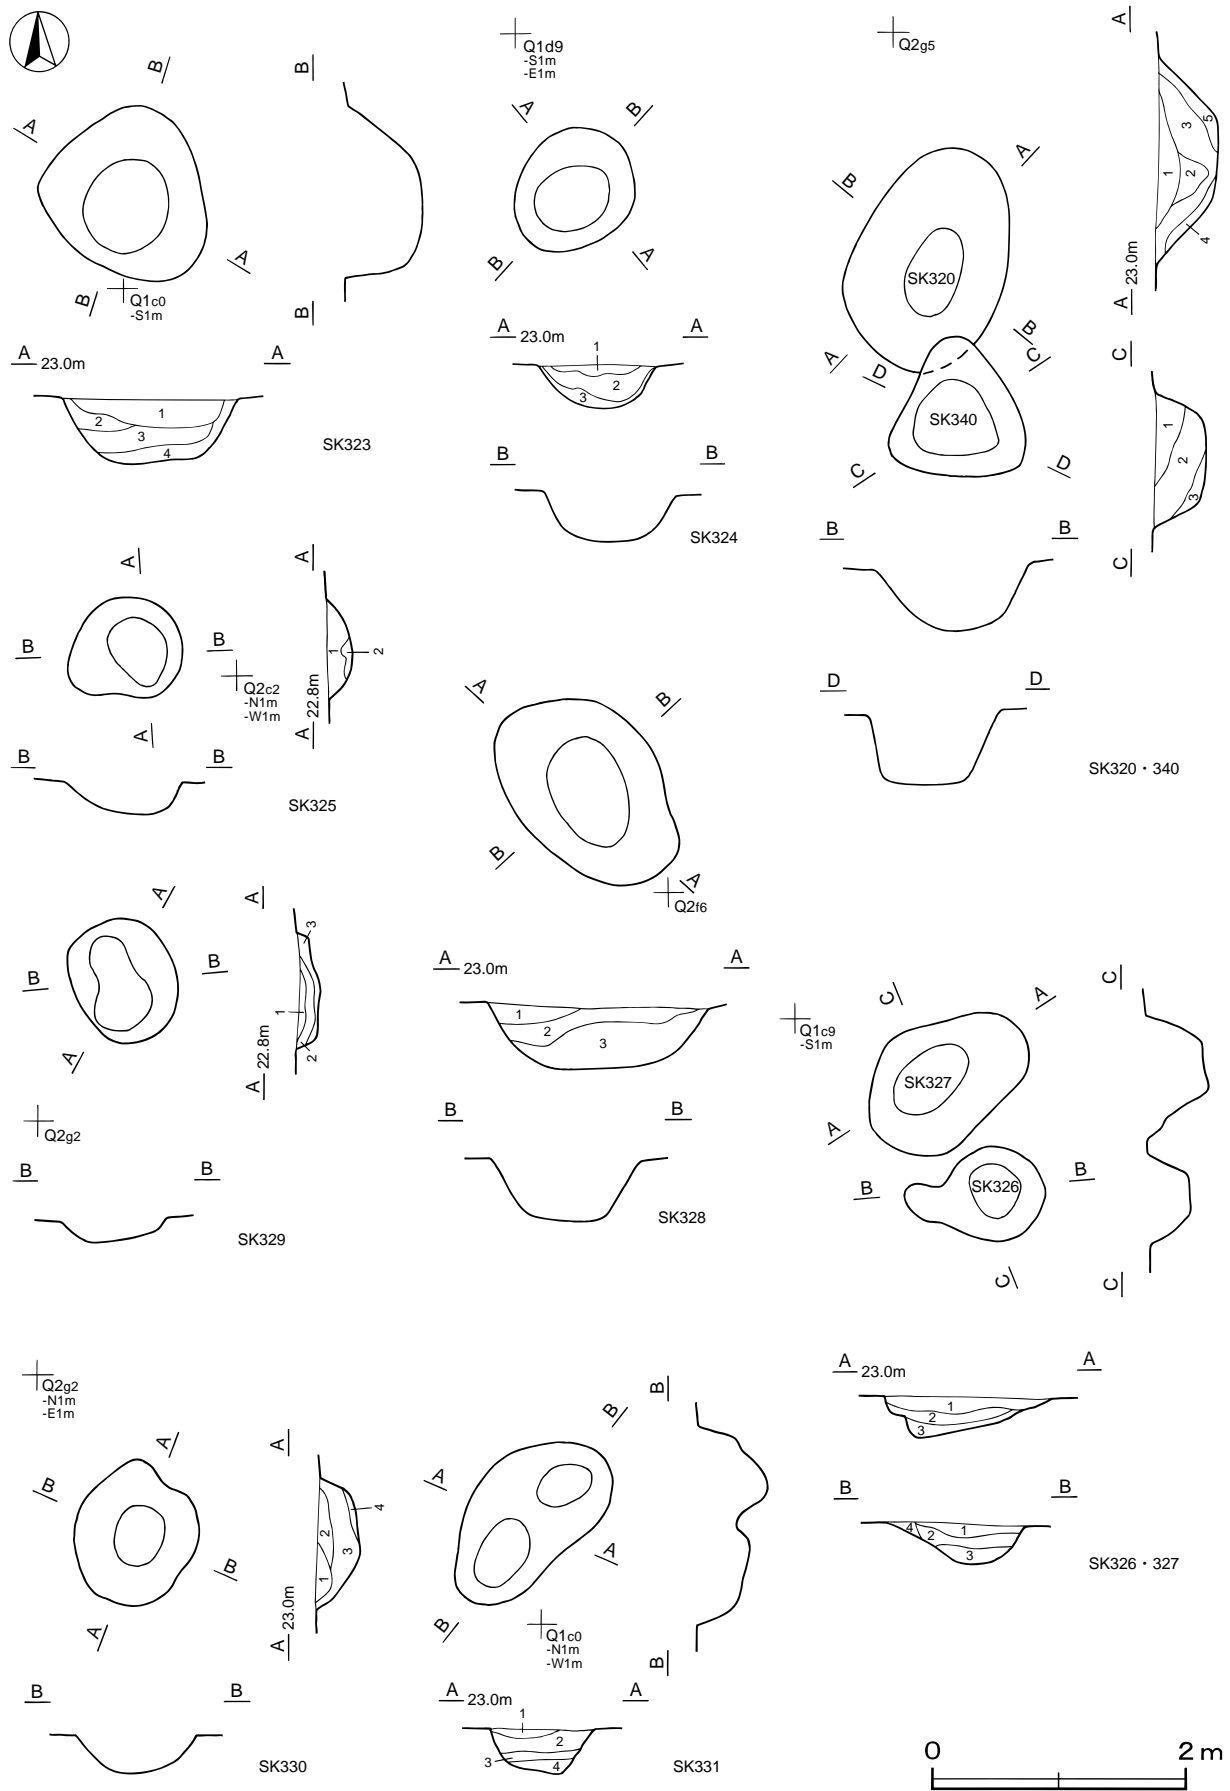 B
B
A
A
A
A
B
B
Q1c0
-S1m
A 23.0m
A
1
2
3
4
SK323
Q1d9
-S1m
-E1m
A
B
B
A
A 23.0m
A
1
2
3
B
B
SK324
Q2g5
A
B
A
SK320
B
C
A
D
SK340
C
D
A
1
2
3
4
5
A 23.0m
C
1
2
3
C
B
B
D
D
SK320・340
A
B
B
A
Q2c2
-N1m
-W1m
A
1
2
A 22.8m
B
B
SK325
A
B
B
A
Q2f6
A 23.0m
A
1
2
3
B
B
SK328
A
B
B
A
Q2g2
A
3
1
2
A 22.8m
B
B
SK329
Q1c9
-S1m
C
A
SK327
A
B
SK326
B
C
C
C
A 23.0m
A
1
2
3
B
B
4
2
1
3
SK326・327
Q2g2
-N1m
-E1m
A
B
B
A
A
4
2
3
1
A 23.0m
B
B
SK330
B
A
A
B
B
B
Q1c0
-N1m
-W1m
A 23.0m
A
1
2
3
4
SK331
0 2m